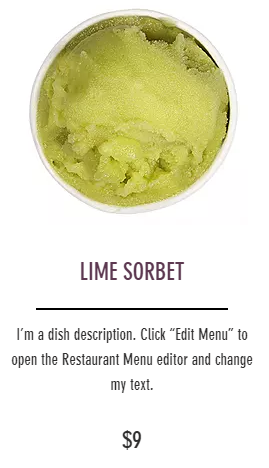 LIME SORBET
I'm a dish description. Click “Edit Menu” to
open the Restaurant Menu editor and change
my text.
$9